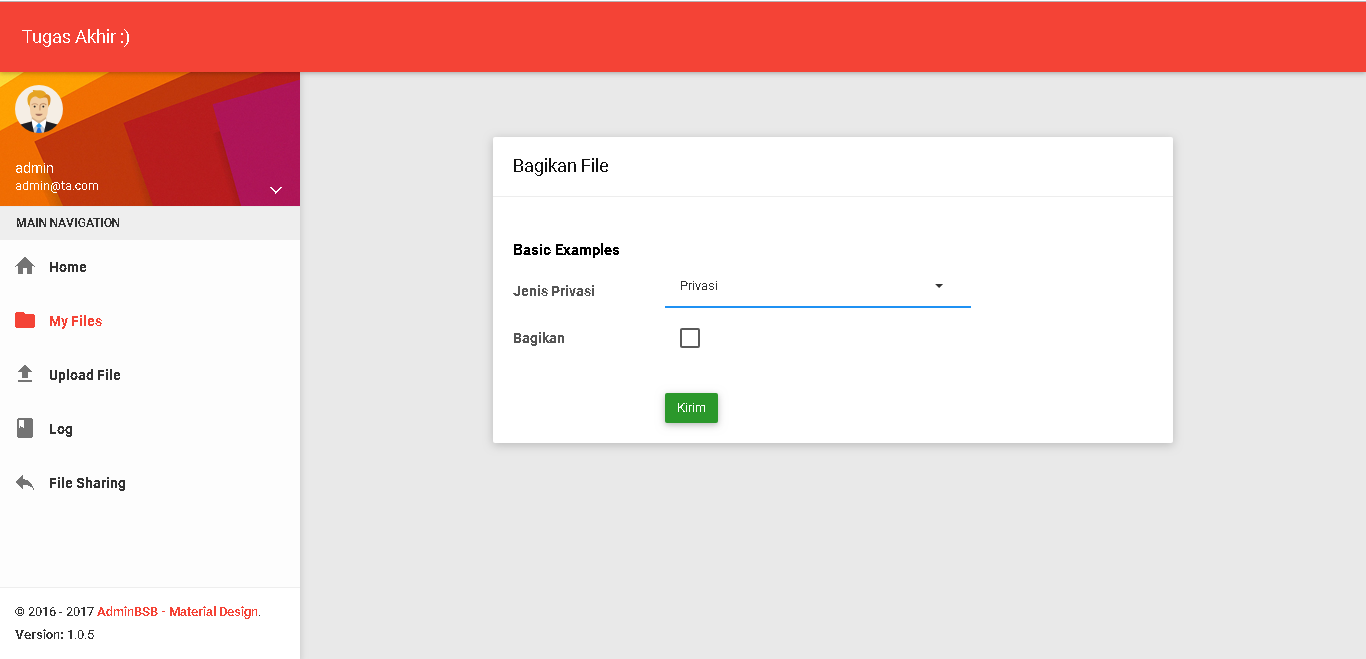 Tugas Akhir :)
admin
admin@ta.com
MAIN NAVIGATION
Home
My Files
Upload File
Log
File Sharing
© 2016 - 2017 AdminBSB - Material Design.
Version: 1.0.5
Bagikan File
Basic Examples
Jenis Privasi
Privasi
Bagikan
Kirim